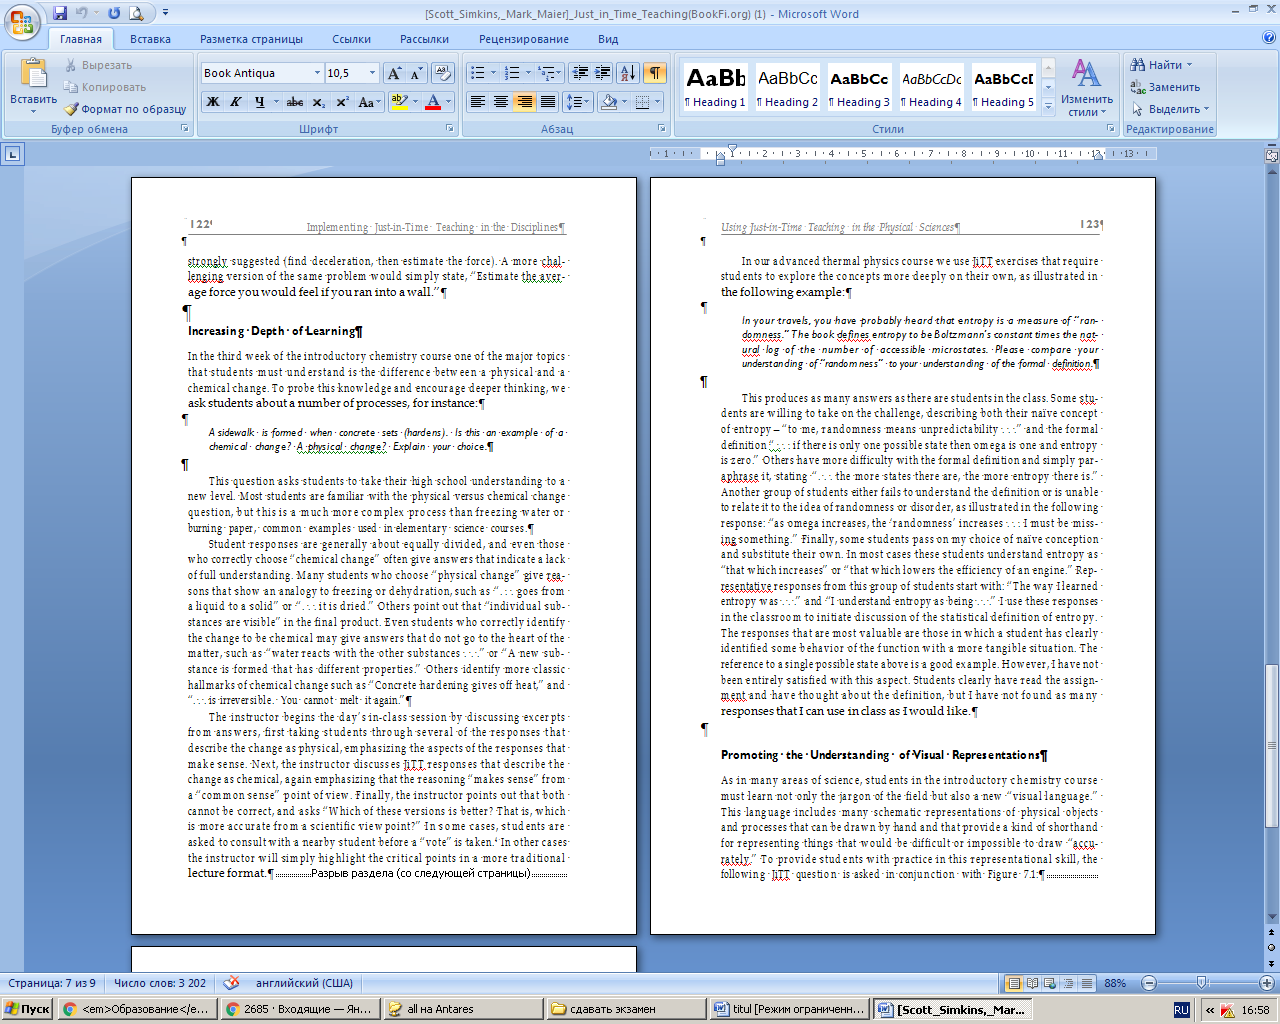 [Scott_Simkins,_Mark_Maier]_Just_in_Time_Teaching(BookFi.org) (1) - Microsoft Word
Главная Вставка Разметка страницы Ссылки Рассылки Рецензирование Вид
Вставить
Вырезать
Копировать
Формат по образцу
Буфер обмена
Book Antiqua 10,5
Ж К Ч abc x₂ x² Aa
Шрифт
Абзац
AaBb AaBbCc AaBbCc AaBbCcDc AaBbCcI
¶ Heading 1 ¶ Heading 2 ¶ Heading 3 ¶ Heading 4 ¶ Heading 5
Изменить стили
Стили
Найти
Заменить
Выделить
Редактирование
1 1 2 3 4 5 6 7 8 9 10 11 12 13
122 Implementing Just-in-Time Teaching in the Disciplines¶
¶
strongly suggested (find deceleration, then estimate the force). A more chal-
lenging version of the same problem would simply state, “Estimate the aver-
age force you would feel if you ran into a wall.”¶
¶
Increasing Depth of Learning¶
In the third week of the introductory chemistry course one of the major topics
that students must understand is the difference between a physical and a
chemical change. To probe this knowledge and encourage deeper thinking, we
ask students about a number of processes, for instance:¶
¶
A sidewalk is formed when concrete sets (hardens). Is this an example of a
chemical change? A physical change? Explain your choice.¶
¶
This question asks students to take their high school understanding to a
new level. Most students are familiar with the physical versus chemical change
question, but this is a much more complex process than freezing water or
burning paper, common examples used in elementary science courses.¶
Student responses are generally about equally divided, and even those
who correctly choose “chemical change” often give answers that indicate a lack
of full understanding. Many students who choose “physical change” give rea-
sons that show an analogy to freezing or dehydration, such as “. . . goes from
a liquid to a solid” or “. . . it is dried.” Others point out that “individual sub-
stances are visible” in the final product. Even students who correctly identify
the change to be chemical may give answers that do not go to the heart of the
matter, such as “water reacts with the other substances . . .” or “A new sub-
stance is formed that has different properties.” Others identify more classic
hallmarks of chemical change such as “Concrete hardening gives off heat,” and
“. . . is irreversible. You cannot melt it again.”¶
The instructor begins the day’s in-class session by discussing excerpts
from answers, first taking students through several of the responses that
describe the change as physical, emphasizing the aspects of the responses that
make sense. Next, the instructor discusses JiTT responses that describe the
change as chemical, again emphasizing that the reasoning “makes sense” from
a “common sense” point of view. Finally, the instructor points out that both
cannot be correct, and asks “Which of these versions is better? That is, which
is more accurate from a scientific view point?” In some cases, students are
asked to consult with a nearby student before a “vote” is taken.⁴ In other cases
the instructor will simply highlight the critical points in a more traditional
lecture format.¶ Разрыв раздела (со следующей страницы)
Using Just-in-Time Teaching in the Physical Sciences¶ 123¶
¶
In our advanced thermal physics course we use JiTT exercises that require
students to explore the concepts more deeply on their own, as illustrated in
the following example:¶
¶
In your travels, you have probably heard that entropy is a measure of “ran-
domness.” The book defines entropy to be Boltzmann’s constant times the nat-
ural log of the number of accessible microstates. Please compare your
understanding of “randomness” to your understanding of the formal definition.¶
¶
This produces as many answers as there are students in the class. Some stu-
dents are willing to take on the challenge, describing both their naïve concept
of entropy – “to me, randomness means unpredictability . . .” and the formal
definition “. . . if there is only one possible state then omega is one and entropy
is zero.” Others have more difficulty with the formal definition and simply par-
aphrase it, stating “. . . the more states there are, the more entropy there is.”
Another group of students either fails to understand the definition or is unable
to relate it to the idea of randomness or disorder, as illustrated in the following
response: “as omega increases, the ‘randomness’ increases . . . I must be miss-
ing something.” Finally, some students pass on my choice of naïve conception
and substitute their own. In most cases these students understand entropy as
“that which increases” or “that which lowers the efficiency of an engine.” Rep-
resentative responses from this group of students start with: “The way I learned
entropy was . . .” and “I understand entropy as being . . .” I use these responses
in the classroom to initiate discussion of the statistical definition of entropy.
The responses that are most valuable are those in which a student has clearly
identified some behavior of the function with a more tangible situation. The
reference to a single possible state above is a good example. However, I have not
been entirely satisfied with this aspect. Students clearly have read the assign-
ment and have thought about the definition, but I have not found as many
responses that I can use in class as I would like.¶
¶
Promoting the Understanding of Visual Representations¶
As in many areas of science, students in the introductory chemistry course
must learn not only the jargon of the field but also a new “visual language.”
This language includes many schematic representations of physical objects
and processes that can be drawn by hand and that provide a kind of shorthand
for representing things that would be difficult or impossible to draw “accu-
rately.” To provide students with practice in this representational skill, the
following JiTT question is asked in conjunction with Figure 7.1:¶
Страница: 7 из 9 Число слов: 3 202 английский (США) 88%
Пуск <em>Образование</e... 2685 · Входящие — Ян... all на Antares сдавать экзамен titul [Режим ограниченн... [Scott_Simkins,_Mar... RU « 16:58